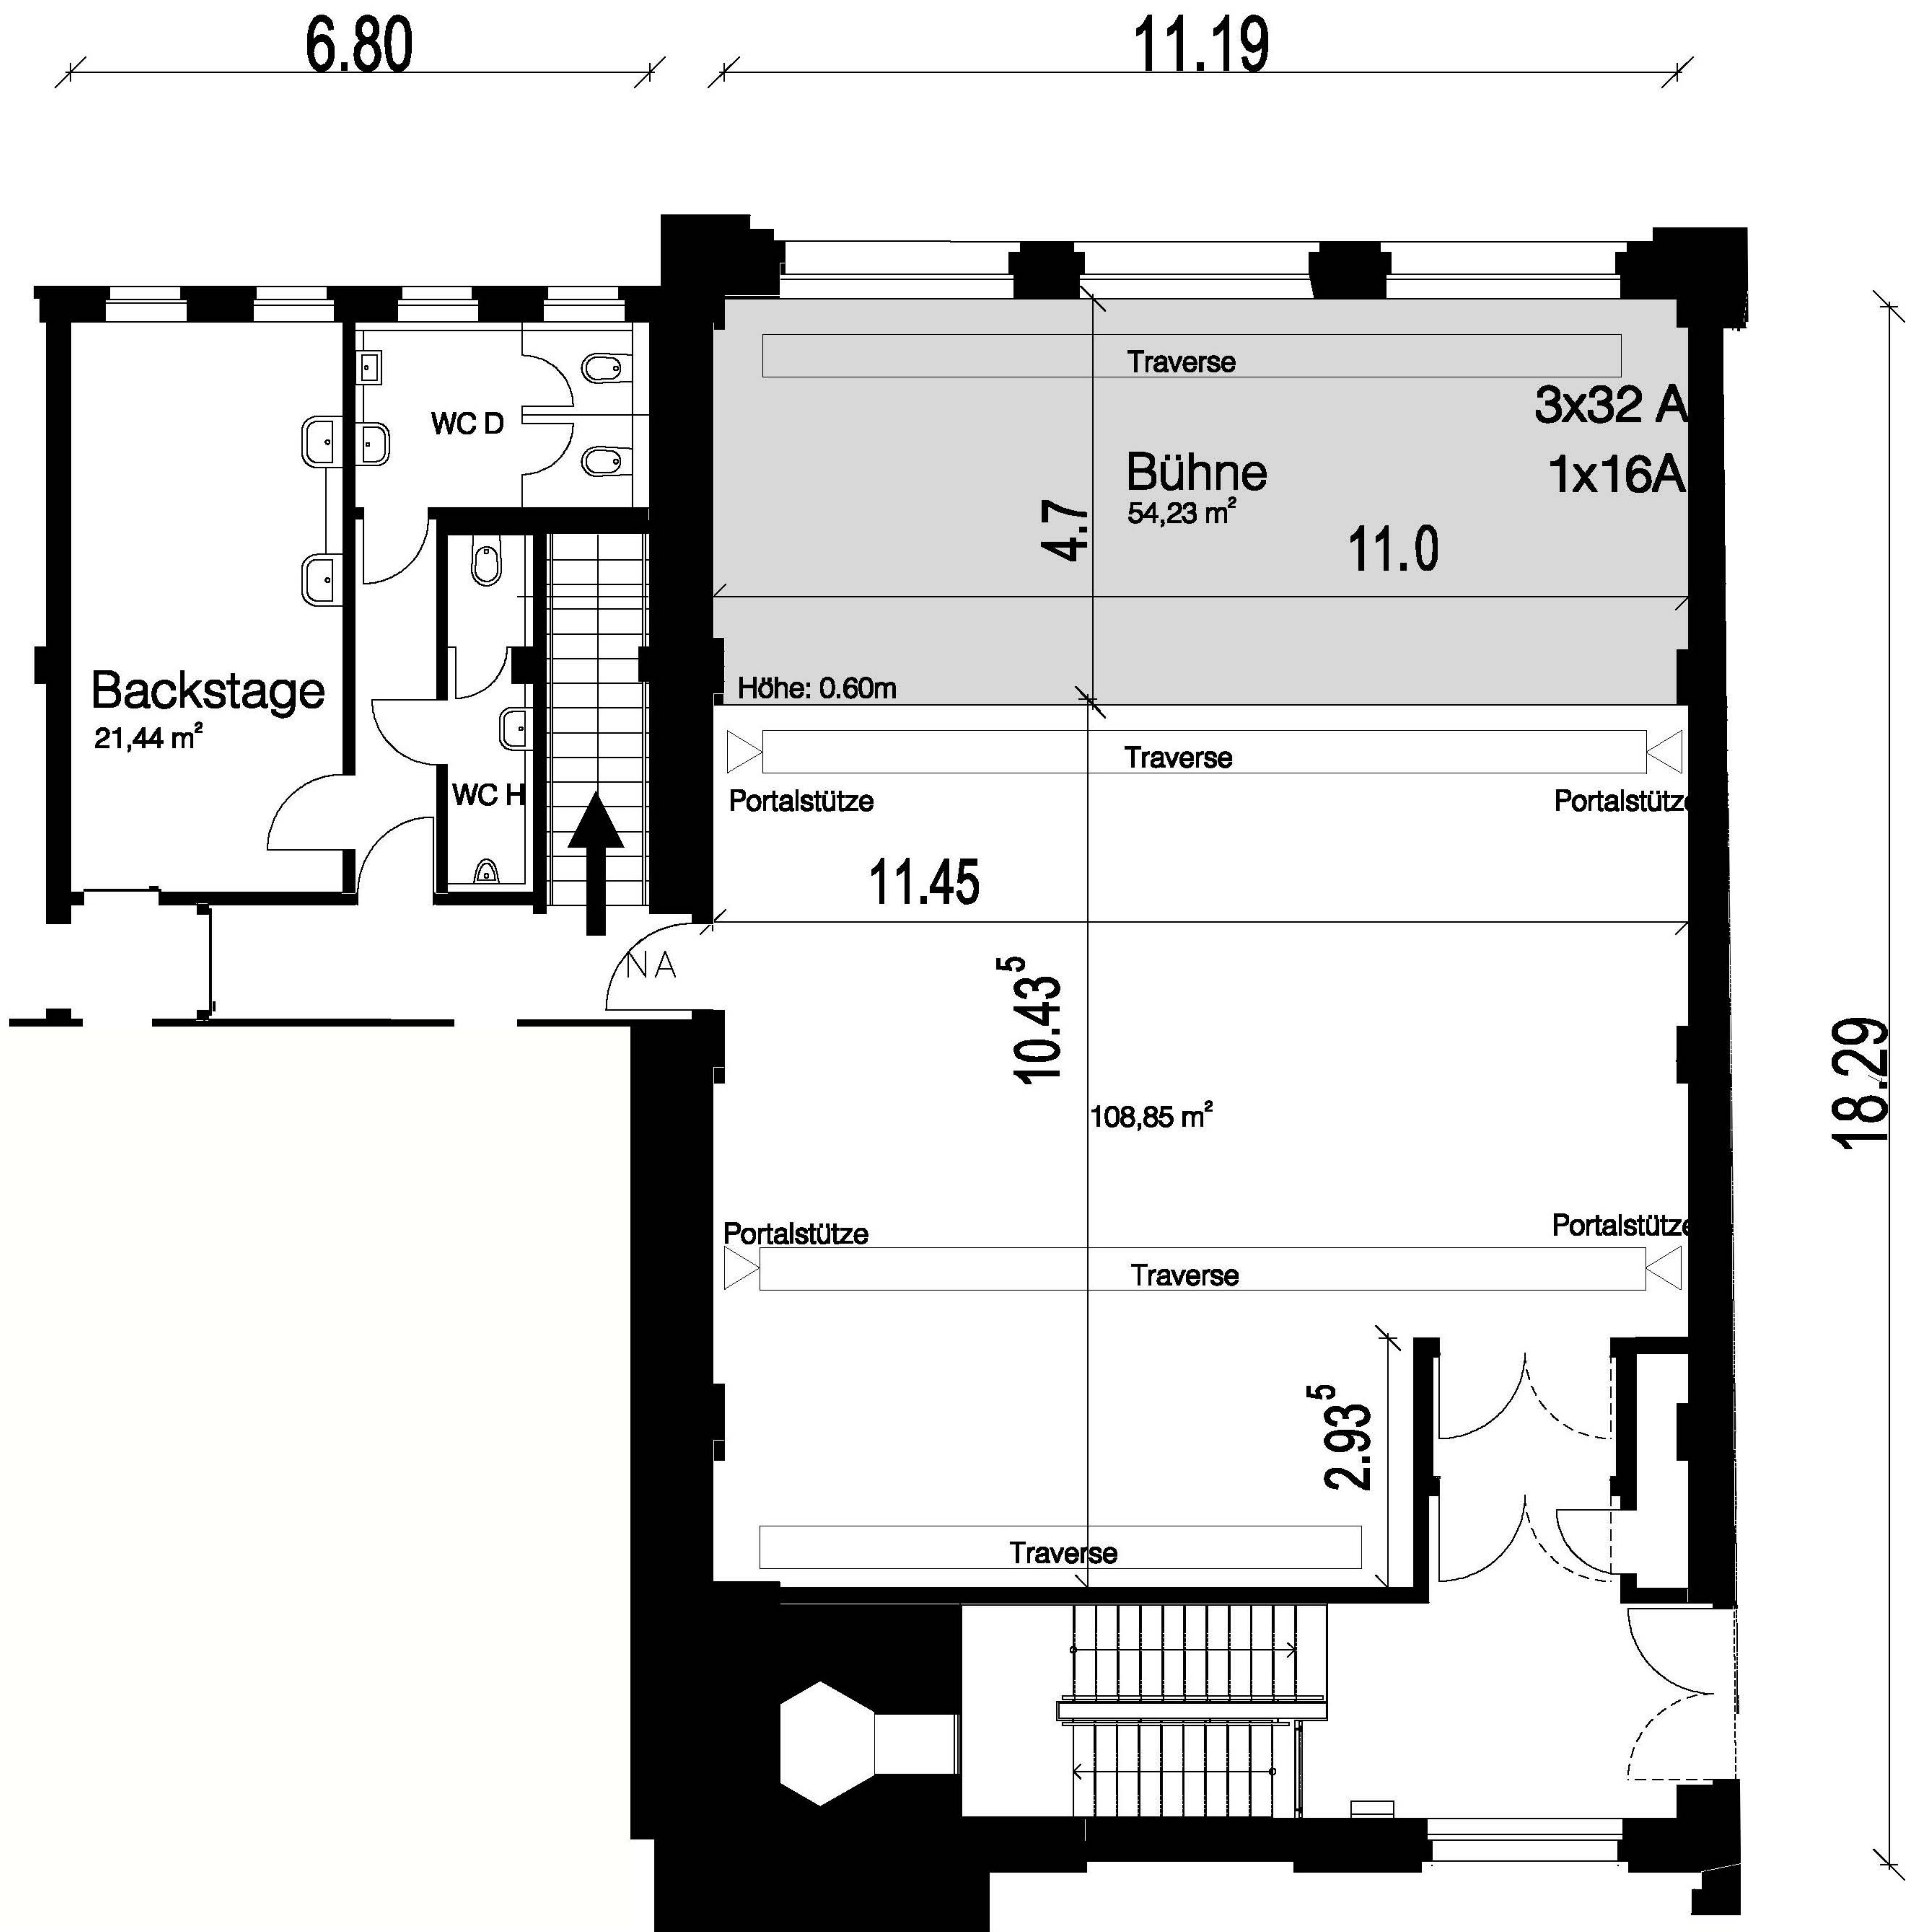 6.80
11.19
Traverse
3x32 A
WC D
Bühne
1x16A
54,23 m²
4.7
11.0
Backstage
21,44 m²
Höhe: 0.60m
Traverse
WC H
Portalstütze
Portalstütze
11.45
NA
10.43⁵
18.29
108,85 m²
Portalstütze
Portalstütze
Traverse
2.93⁵
Traverse